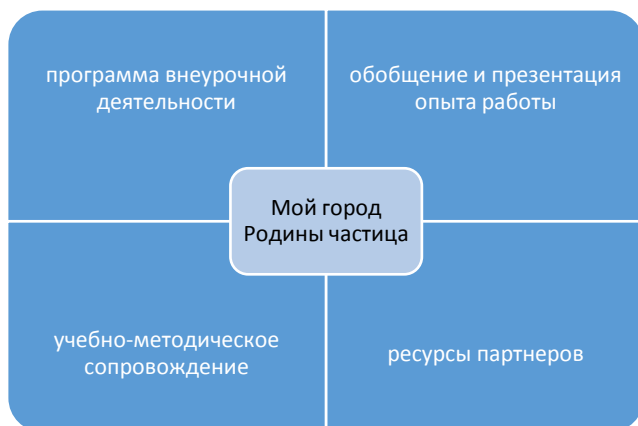 программа внеурочной
деятельности
обобщение и презентация
опыта работы
Мой город
Родины частица
учебно-методическое
сопровождение
ресурсы партнеров